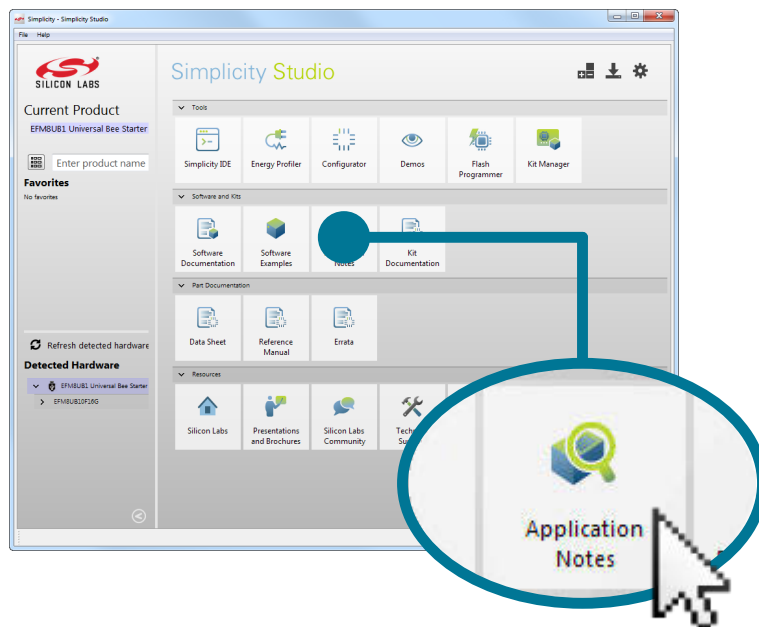 Simplicity - Simplicity Studio
File Help
SILICON LABS
Simplicity Studio
Current Product
EFM8UB1 Universal Bee Starter
Enter product name
Favorites
No favorites
Tools
Simplicity IDE
Energy Profiler
Configurator
Demos
Flash
Programmer
Kit Manager
Software and Kits
Software
Documentation
Software
Examples
Notes
Kit
Documentation
Part Documentation
Data Sheet
Reference
Manual
Errata
Refresh detected hardware
Detected Hardware
EFM8UB1 Universal Bee Starter
EFM8UB10F16G
Resources
Silicon Labs
Presentations
and Brochures
Silicon Labs
Community
Application
Notes